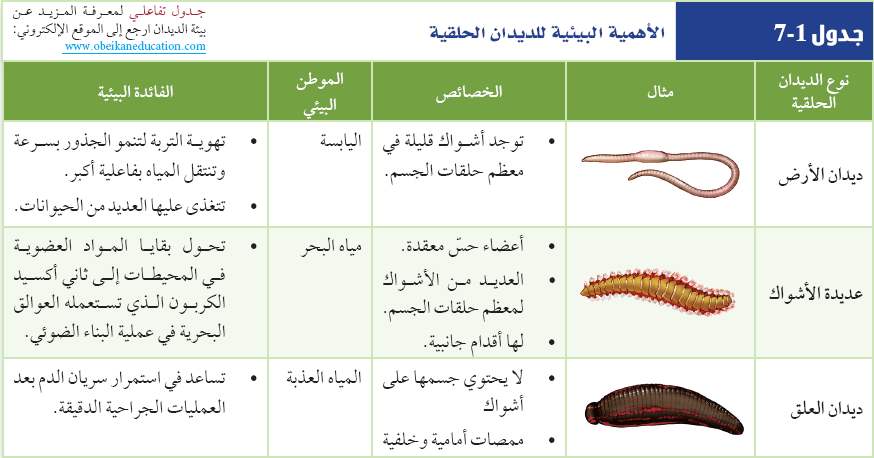 جدول 1-7
الأهمية البيئية للديدان الحلقية
جدول تفاعلي لمعرفة المزيد عن
بيئة الديدان ارجع إلى الموقع الإلكتروني:
www.obeikaneducation.com
نوع الديدان
الحلقية
مثال
الخصائص
الموطن
البيئي
الفائدة البيئية
ديدان الأرض
• توجد أشواك قليلة في
معظم حلقات الجسم.
اليابسة
• تهوية التربة لتنمو الجذور بسرعة
وتنتقل المياه بفاعلية أكبر.
• تتغذى عليها العديد من الحيوانات.
عديدة الأشواك
• أعضاء حسّ معقدة.
• العديد من الأشواك
لمعظم حلقات الجسم.
• لها أقدام جانبية.
مياه البحر
• تحول بقايا المواد العضوية
في المحيطات إلى ثاني أكسيد
الكربون الذي تستعمله العوالق
البحرية في عملية البناء الضوئي.
ديدان العلق
• لا يحتوي جسمها على
أشواك
• ممصات أمامية وخلفية
المياه العذبة
• تساعد في استمرار سريان الدم بعد
العمليات الجراحية الدقيقة.